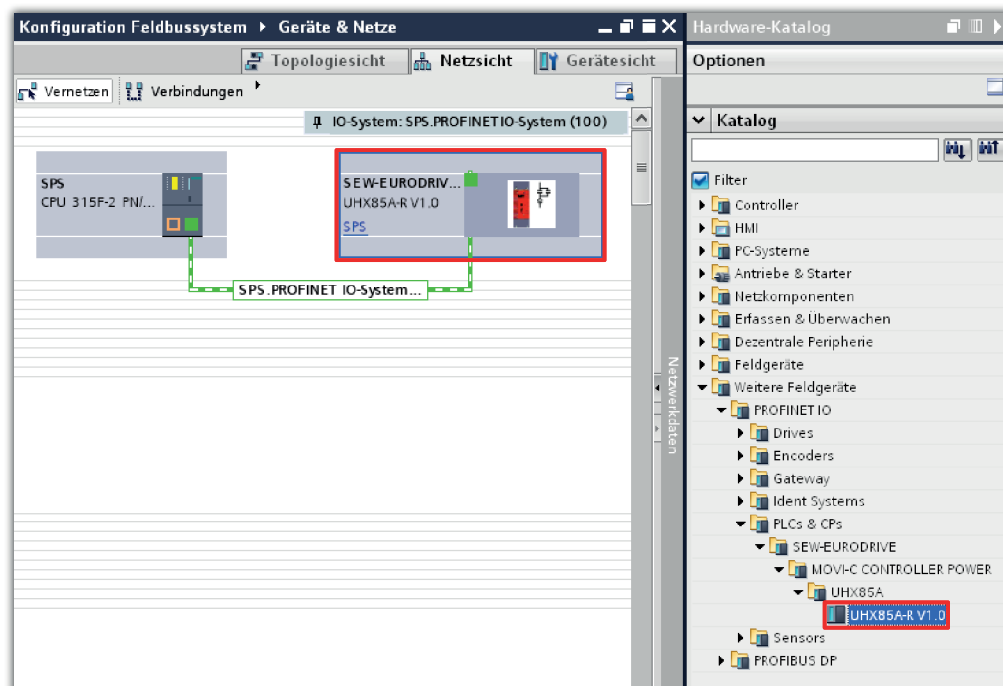 Konfiguration Feldbussystem Geräte & Netze
Topologiesicht Netzsicht Gerätesicht
Vernetzen Verbindungen
IO-System: SPS.PROFINET IO-System (100)
SPS
CPU 315F-2 PN/...
SEW-EURODRIV...
UHX85A-R V1.0
SPS
SPS.PROFINET IO-System...
Netzwerkdaten
Hardware-Katalog
Optionen
Katalog
Filter
Controller
HMI
PC-Systeme
Antriebe & Starter
Netzkomponenten
Erfassen & Überwachen
Dezentrale Peripherie
Feldgeräte
Weitere Feldgeräte
PROFINET IO
Drives
Encoders
Gateway
Ident Systems
PLCs & CPs
SEW-EURODRIVE
MOVI-C CONTROLLER POWER
UHX85A
UHX85A-R V1.0
Sensors
PROFIBUS DP